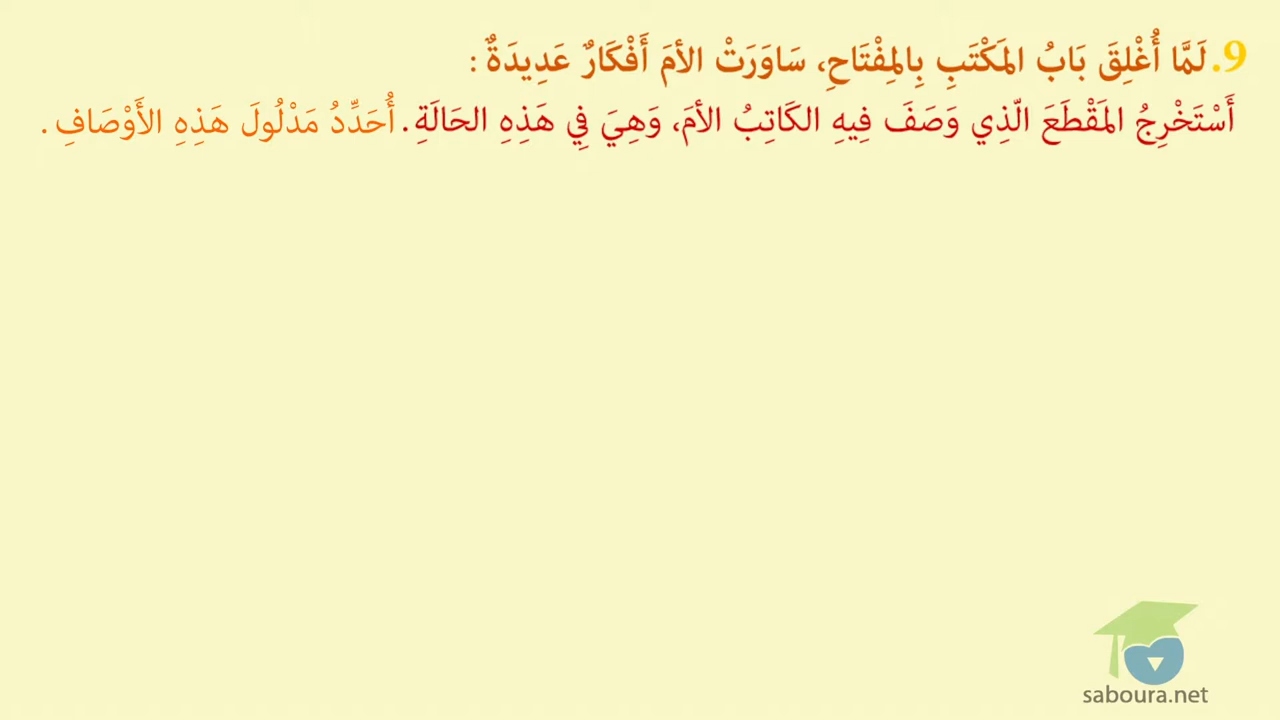 9. لَمَّا أُغْلِقَ بَابُ المَكْتَبِ بِالمِفْتَاحِ، سَاوَرَتْ الأمَ أَفْكَارٌ عَدِيدَةٌ :
أَسْتَخْرِجُ المَقْطَعَ الّذِي وَصَفَ فِيهِ الكَاتِبُ الأمَ، وَهِيَ فِي هَذِهِ الحَالَةِ. أُحَدِّدُ مَدْلُولَ هَذِهِ الأَوْصَافِ .
saboura.net